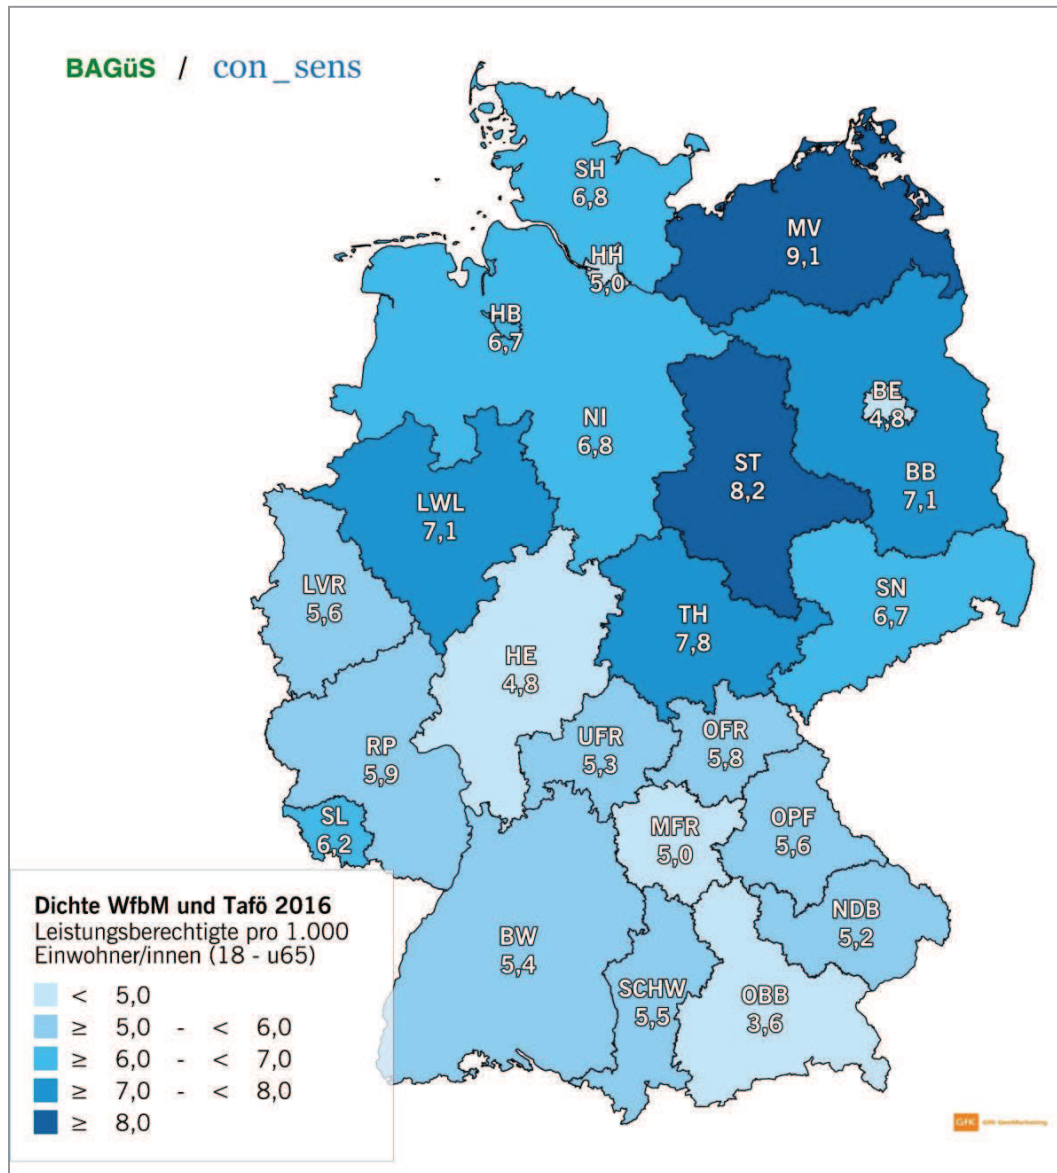 BAGüS / con_sens
SH
6,8
MV
9,1
HH
5,0
HB
6,7
BE
4,8
NI
6,8
ST
8,2
BB
7,1
LWL
7,1
LVR
5,6
SN
6,7
TH
7,8
HE
4,8
UFR
5,3
OFR
5,8
RP
5,9
SL
6,2
MFR
5,0
OPF
5,6
NDB
5,2
BW
5,4
SCHW
5,5
OBB
3,6
Dichte WfbM und Tafö 2016
Leistungsberechtigte pro 1.000
Einwohner/innen (18 - u65)
< 5,0
≥ 5,0 - < 6,0
≥ 6,0 - < 7,0
≥ 7,0 - < 8,0
≥ 8,0
GfK GfK GeoMarketing